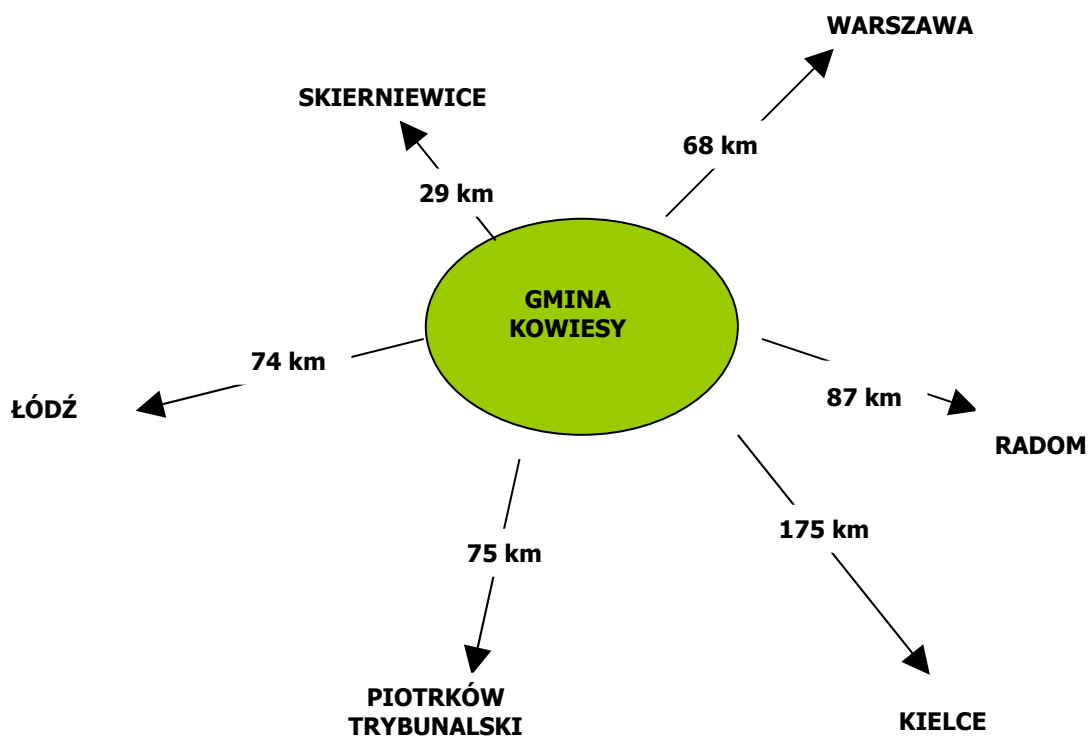 WARSZAWA
SKIERNIEWICE
68 km
29 km
GMINA
KOWIESY
74 km
87 km
ŁÓDŹ
RADOM
175 km
75 km
PIOTRKÓW
TRYBUNALSKI
KIELCE